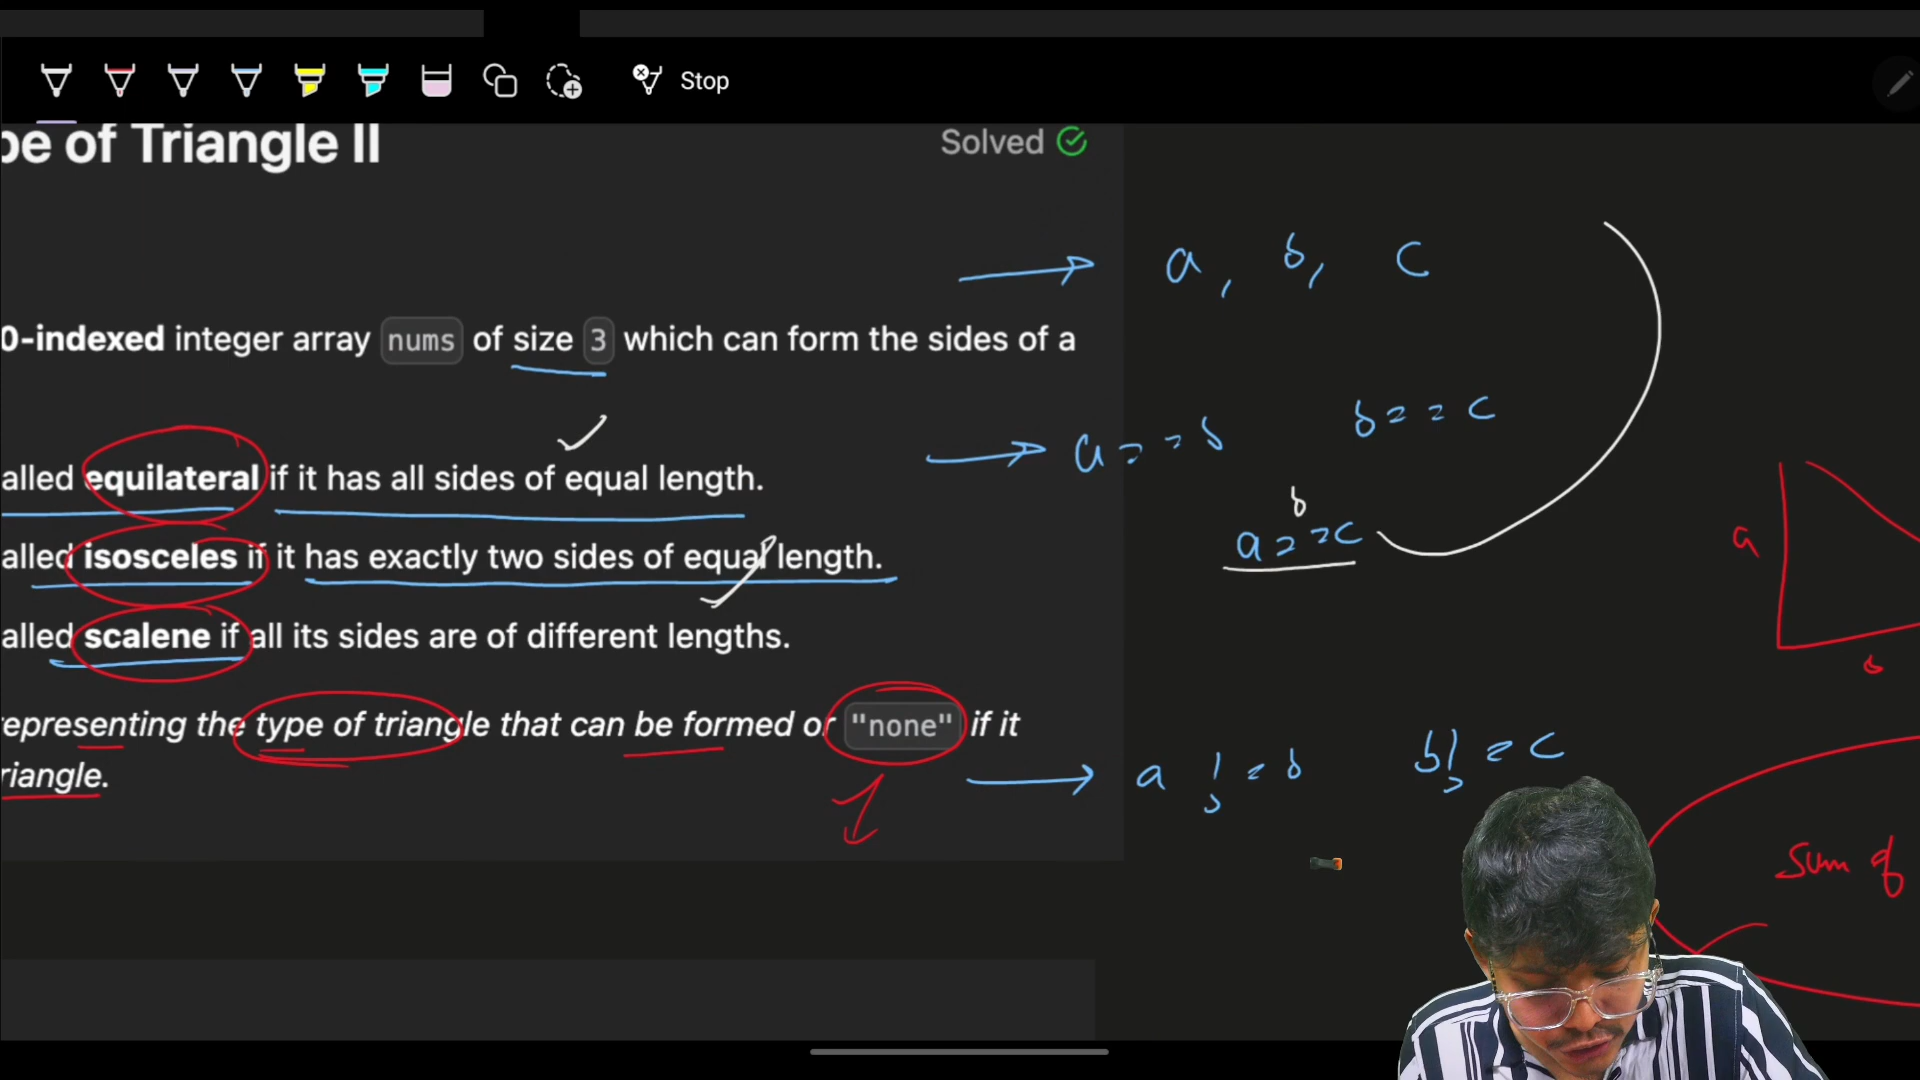 Stop
pe of Triangle II
Solved
a, b, c
0-indexed integer array nums of size 3 which can form the sides of a
b == c
a == b
alled equilateral if it has all sides of equal length.
b
a == c
a
alled isosceles if it has exactly two sides of equal length.
alled scalene if all its sides are of different lengths.
b
epresenting the type of triangle that can be formed or "none" if it
a != b
b != c
riangle.
Sum of